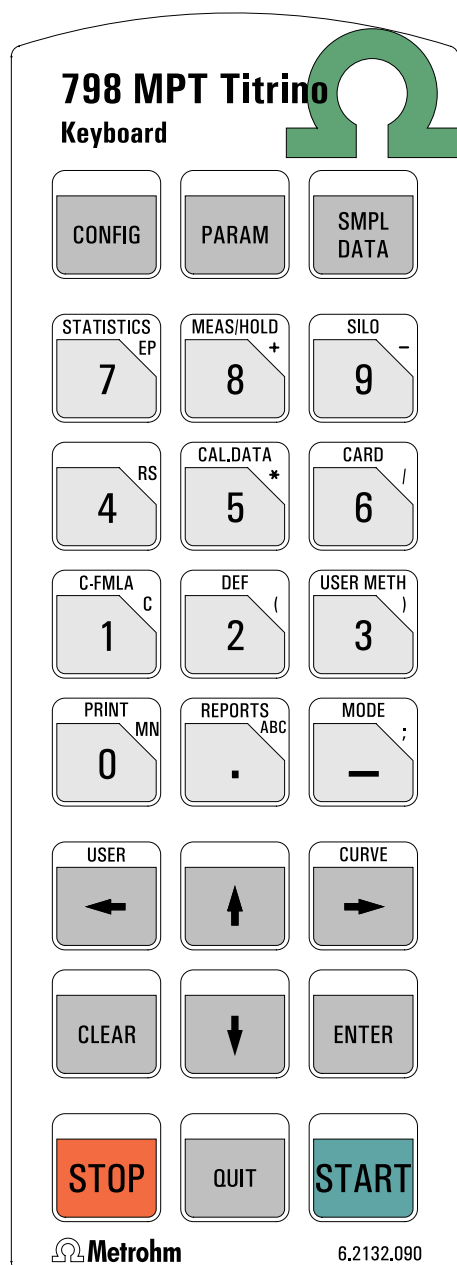 798 MPT Titrino
Keyboard
CONFIG PARAM SMPL DATA
STATISTICS MEAS/HOLD SILO
EP + −
7 8 9
CAL.DATA CARD
RS * /
4 5 6
C-FMLA DEF USER METH
C ( )
1 2 3
PRINT REPORTS MODE
MN ABC ;
0 . –
USER CURVE
← ↑ →
CLEAR ↓ ENTER
STOP QUIT START
Metrohm 6.2132.090